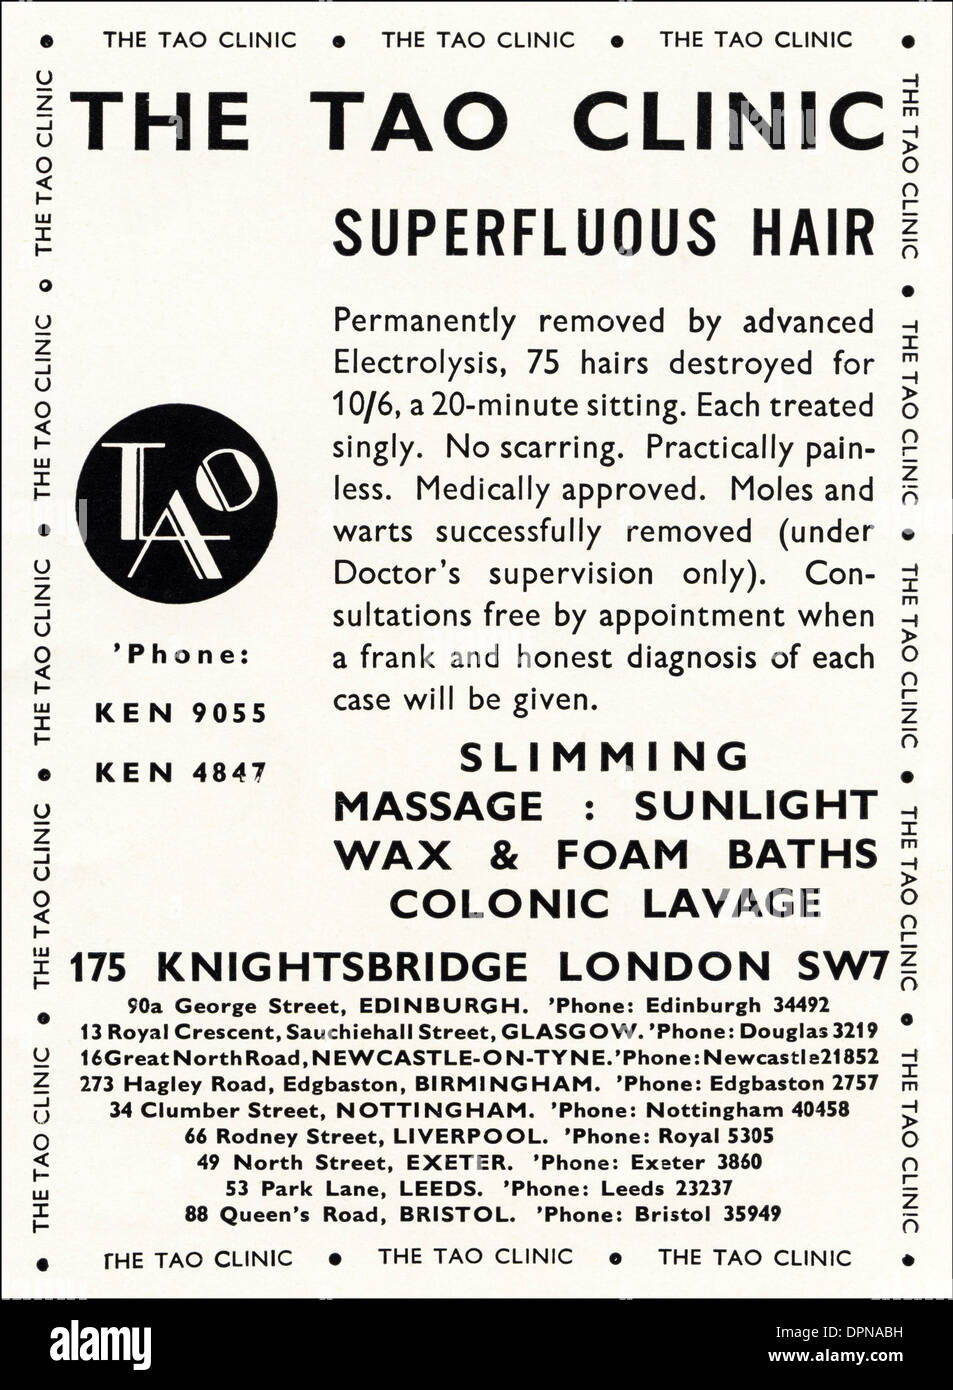 THE TAO CLINIC • THE TAO CLINIC • THE TAO CLINIC
THE TAO CLINIC • THE TAO CLINIC • THE TAO CLINIC • THE TAO CLINIC • THE TAO CLINIC
THE TAO CLINIC • THE TAO CLINIC • THE TAO CLINIC • THE TAO CLINIC • THE TAO CLINIC
THE TAO CLINIC
SUPERFLUOUS HAIR
Permanently removed by advanced
Electrolysis, 75 hairs destroyed for
10/6, a 20-minute sitting. Each treated
singly. No scarring. Practically pain-
less. Medically approved. Moles and
warts successfully removed (under
Doctor's supervision only). Con-
sultations free by appointment when
a frank and honest diagnosis of each
case will be given.
TAO
'Phone:
KEN 9055
KEN 4847
SLIMMING
MASSAGE : SUNLIGHT
WAX & FOAM BATHS
COLONIC LAVAGE
175 KNIGHTSBRIDGE LONDON SW7
90a George Street, EDINBURGH. 'Phone: Edinburgh 34492
13 Royal Crescent, Sauchiehall Street, GLASGOW. 'Phone: Douglas 3219
16 Great North Road, NEWCASTLE-ON-TYNE. 'Phone: Newcastle 21852
273 Hagley Road, Edgbaston, BIRMINGHAM. 'Phone: Edgbaston 2757
34 Clumber Street, NOTTINGHAM. 'Phone: Nottingham 40458
66 Rodney Street, LIVERPOOL. 'Phone: Royal 5305
49 North Street, EXETER. 'Phone: Exeter 3860
53 Park Lane, LEEDS. 'Phone: Leeds 23237
88 Queen's Road, BRISTOL. 'Phone: Bristol 35949
THE TAO CLINIC • THE TAO CLINIC • THE TAO CLINIC
alamy
Image ID: DPNABH
www.alamy.com